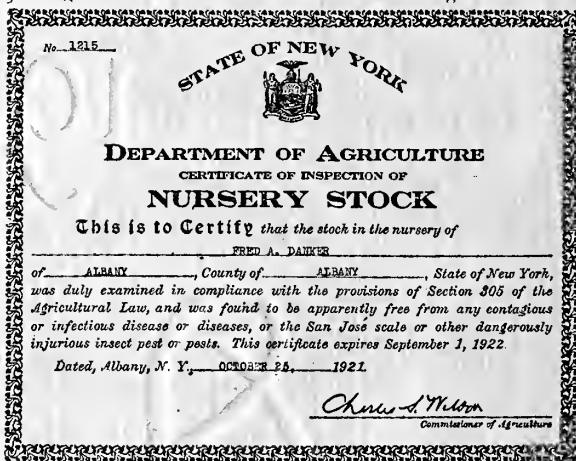 No. 1215
STATE OF NEW YORK
DEPARTMENT OF AGRICULTURE
CERTIFICATE OF INSPECTION OF
NURSERY STOCK
This is to Certify that the stock in the nursery of
FRED A. DANKER
of ALBANY, County of ALBANY, State of New York,
was duly examined in compliance with the provisions of Section 305 of the
Agricultural Law, and was found to be apparently free from any contagious
or infectious disease or diseases, or the San José scale or other dangerously
injurious insect pest or pests. This certificate expires September 1, 1922.
Dated, Albany, N. Y., OCTOBER 25, 1921
Charles S. Wilson
Commissioner of Agriculture